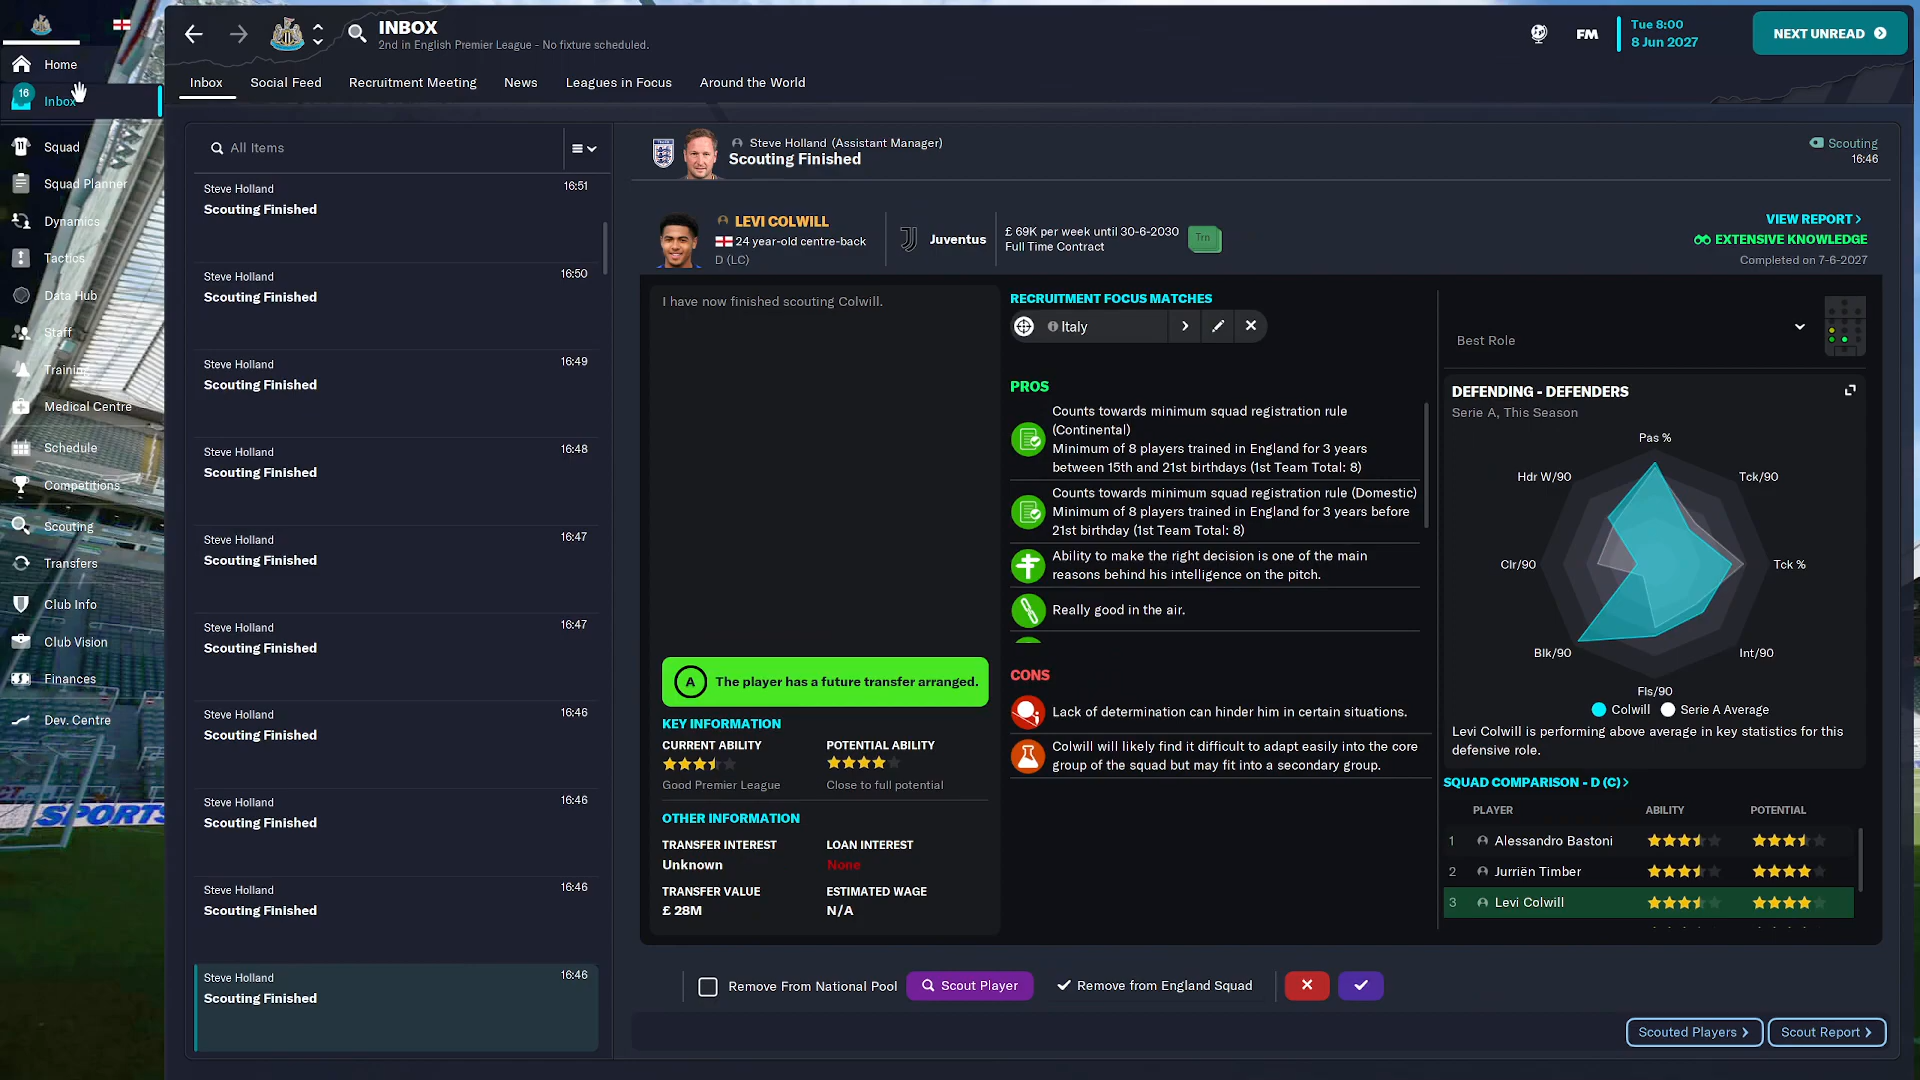 INBOX
2nd in English Premier League - No fixture scheduled.
FM
Tue 8:00
8 Jun 2027
NEXT UNREAD
Home
16
Inbox
Squad
Squad Planner
Dynamics
Tactics
Data Hub
Staff
Training
Medical Centre
Schedule
Competitions
Scouting
Transfers
Club Info
Club Vision
Finances
Dev. Centre
SPORTS
Inbox
Social Feed
Recruitment Meeting
News
Leagues in Focus
Around the World
All Items
Steve Holland 16:51
Scouting Finished
Steve Holland 16:50
Scouting Finished
Steve Holland 16:49
Scouting Finished
Steve Holland 16:48
Scouting Finished
Steve Holland 16:47
Scouting Finished
Steve Holland 16:47
Scouting Finished
Steve Holland 16:46
Scouting Finished
Steve Holland 16:46
Scouting Finished
Steve Holland 16:46
Scouting Finished
Steve Holland 16:46
Scouting Finished
Steve Holland (Assistant Manager)
Scouting Finished
Scouting
16:46
LEVI COLWILL
24 year-old centre-back
D (LC)
Juventus
£ 69K per week until 30-6-2030
Full Time Contract
Trn
VIEW REPORT >
EXTENSIVE KNOWLEDGE
Completed on 7-6-2027
I have now finished scouting Colwill.
A The player has a future transfer arranged.
KEY INFORMATION
CURRENT ABILITY
Good Premier League
POTENTIAL ABILITY
Close to full potential
OTHER INFORMATION
TRANSFER INTEREST
Unknown
LOAN INTEREST
None
TRANSFER VALUE
£ 28M
ESTIMATED WAGE
N/A
RECRUITMENT FOCUS MATCHES
Italy
PROS
Counts towards minimum squad registration rule
(Continental)
Minimum of 8 players trained in England for 3 years
between 15th and 21st birthdays (1st Team Total: 8)
Counts towards minimum squad registration rule (Domestic)
Minimum of 8 players trained in England for 3 years before
21st birthday (1st Team Total: 8)
Ability to make the right decision is one of the main
reasons behind his intelligence on the pitch.
Really good in the air.
CONS
Lack of determination can hinder him in certain situations.
Colwill will likely find it difficult to adapt easily into the core
group of the squad but may fit into a secondary group.
Best Role
DEFENDING - DEFENDERS
Serie A, This Season
Pas %
Hdr W/90
Tck/90
Clr/90
Tck %
Blk/90
Int/90
Fls/90
Colwill
Serie A Average
Levi Colwill is performing above average in key statistics for this
defensive role.
SQUAD COMPARISON - D (C) >
PLAYER ABILITY POTENTIAL
1 Alessandro Bastoni
2 Jurriën Timber
3 Levi Colwill
Remove From National Pool
Scout Player
Remove from England Squad
Scouted Players >
Scout Report >